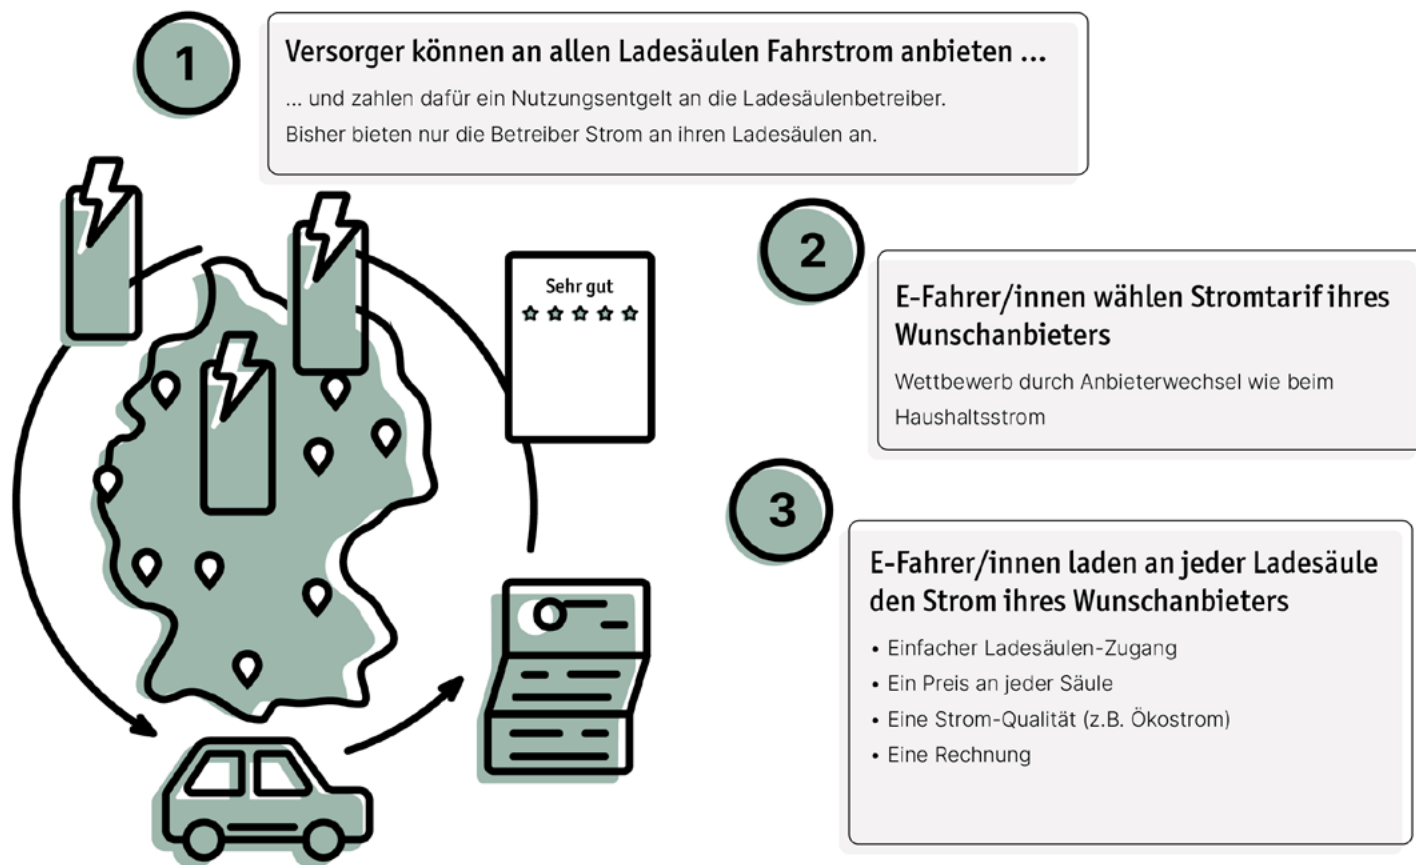 1
Versorger können an allen Ladesäulen Fahrstrom anbieten ...
... und zahlen dafür ein Nutzungsentgelt an die Ladesäulenbetreiber.
Bisher bieten nur die Betreiber Strom an ihren Ladesäulen an.
Sehr gut
2
E-Fahrer/innen wählen Stromtarif ihres
Wunschanbieters
Wettbewerb durch Anbieterwechsel wie beim
Haushaltsstrom
3
E-Fahrer/innen laden an jeder Ladesäule
den Strom ihres Wunschanbieters
• Einfacher Ladesäulen-Zugang
• Ein Preis an jeder Säule
• Eine Strom-Qualität (z.B. Ökostrom)
• Eine Rechnung